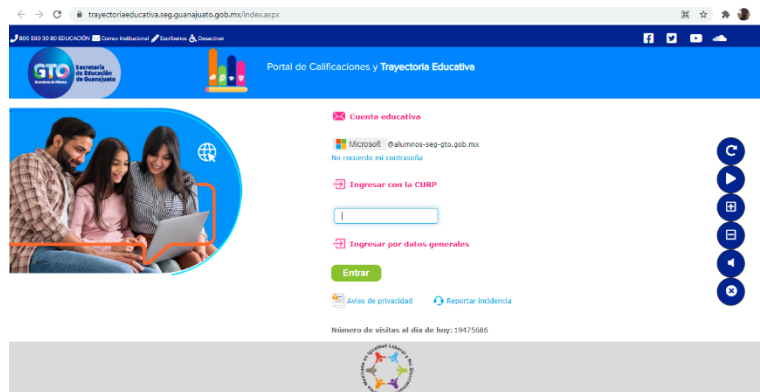 trayectoriaeducativa.seg.guanajuato.gob.mx/index.aspx
800 890 30 80 EDUCACIÓN Correo Institucional Escríbenos Desactivar
GTO Secretaría
de Educación
de Guanajuato
Portal de Calificaciones y Trayectoria Educativa
Cuenta educativa
Microsoft @alumnos-seg-gto.gob.mx
No recuerdo mi contraseña
Ingresar con la CURP
Ingresar por datos generales
Entrar
Aviso de privacidad Reportar incidencia
Número de visitas al día de hoy: 19475686